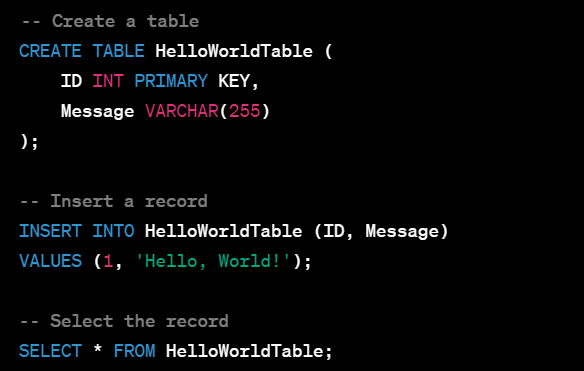 -- Create a table
CREATE TABLE HelloWorldTable (
    ID INT PRIMARY KEY,
    Message VARCHAR(255)
);

-- Insert a record
INSERT INTO HelloWorldTable (ID, Message)
VALUES (1, 'Hello, World!');

-- Select the record
SELECT * FROM HelloWorldTable;